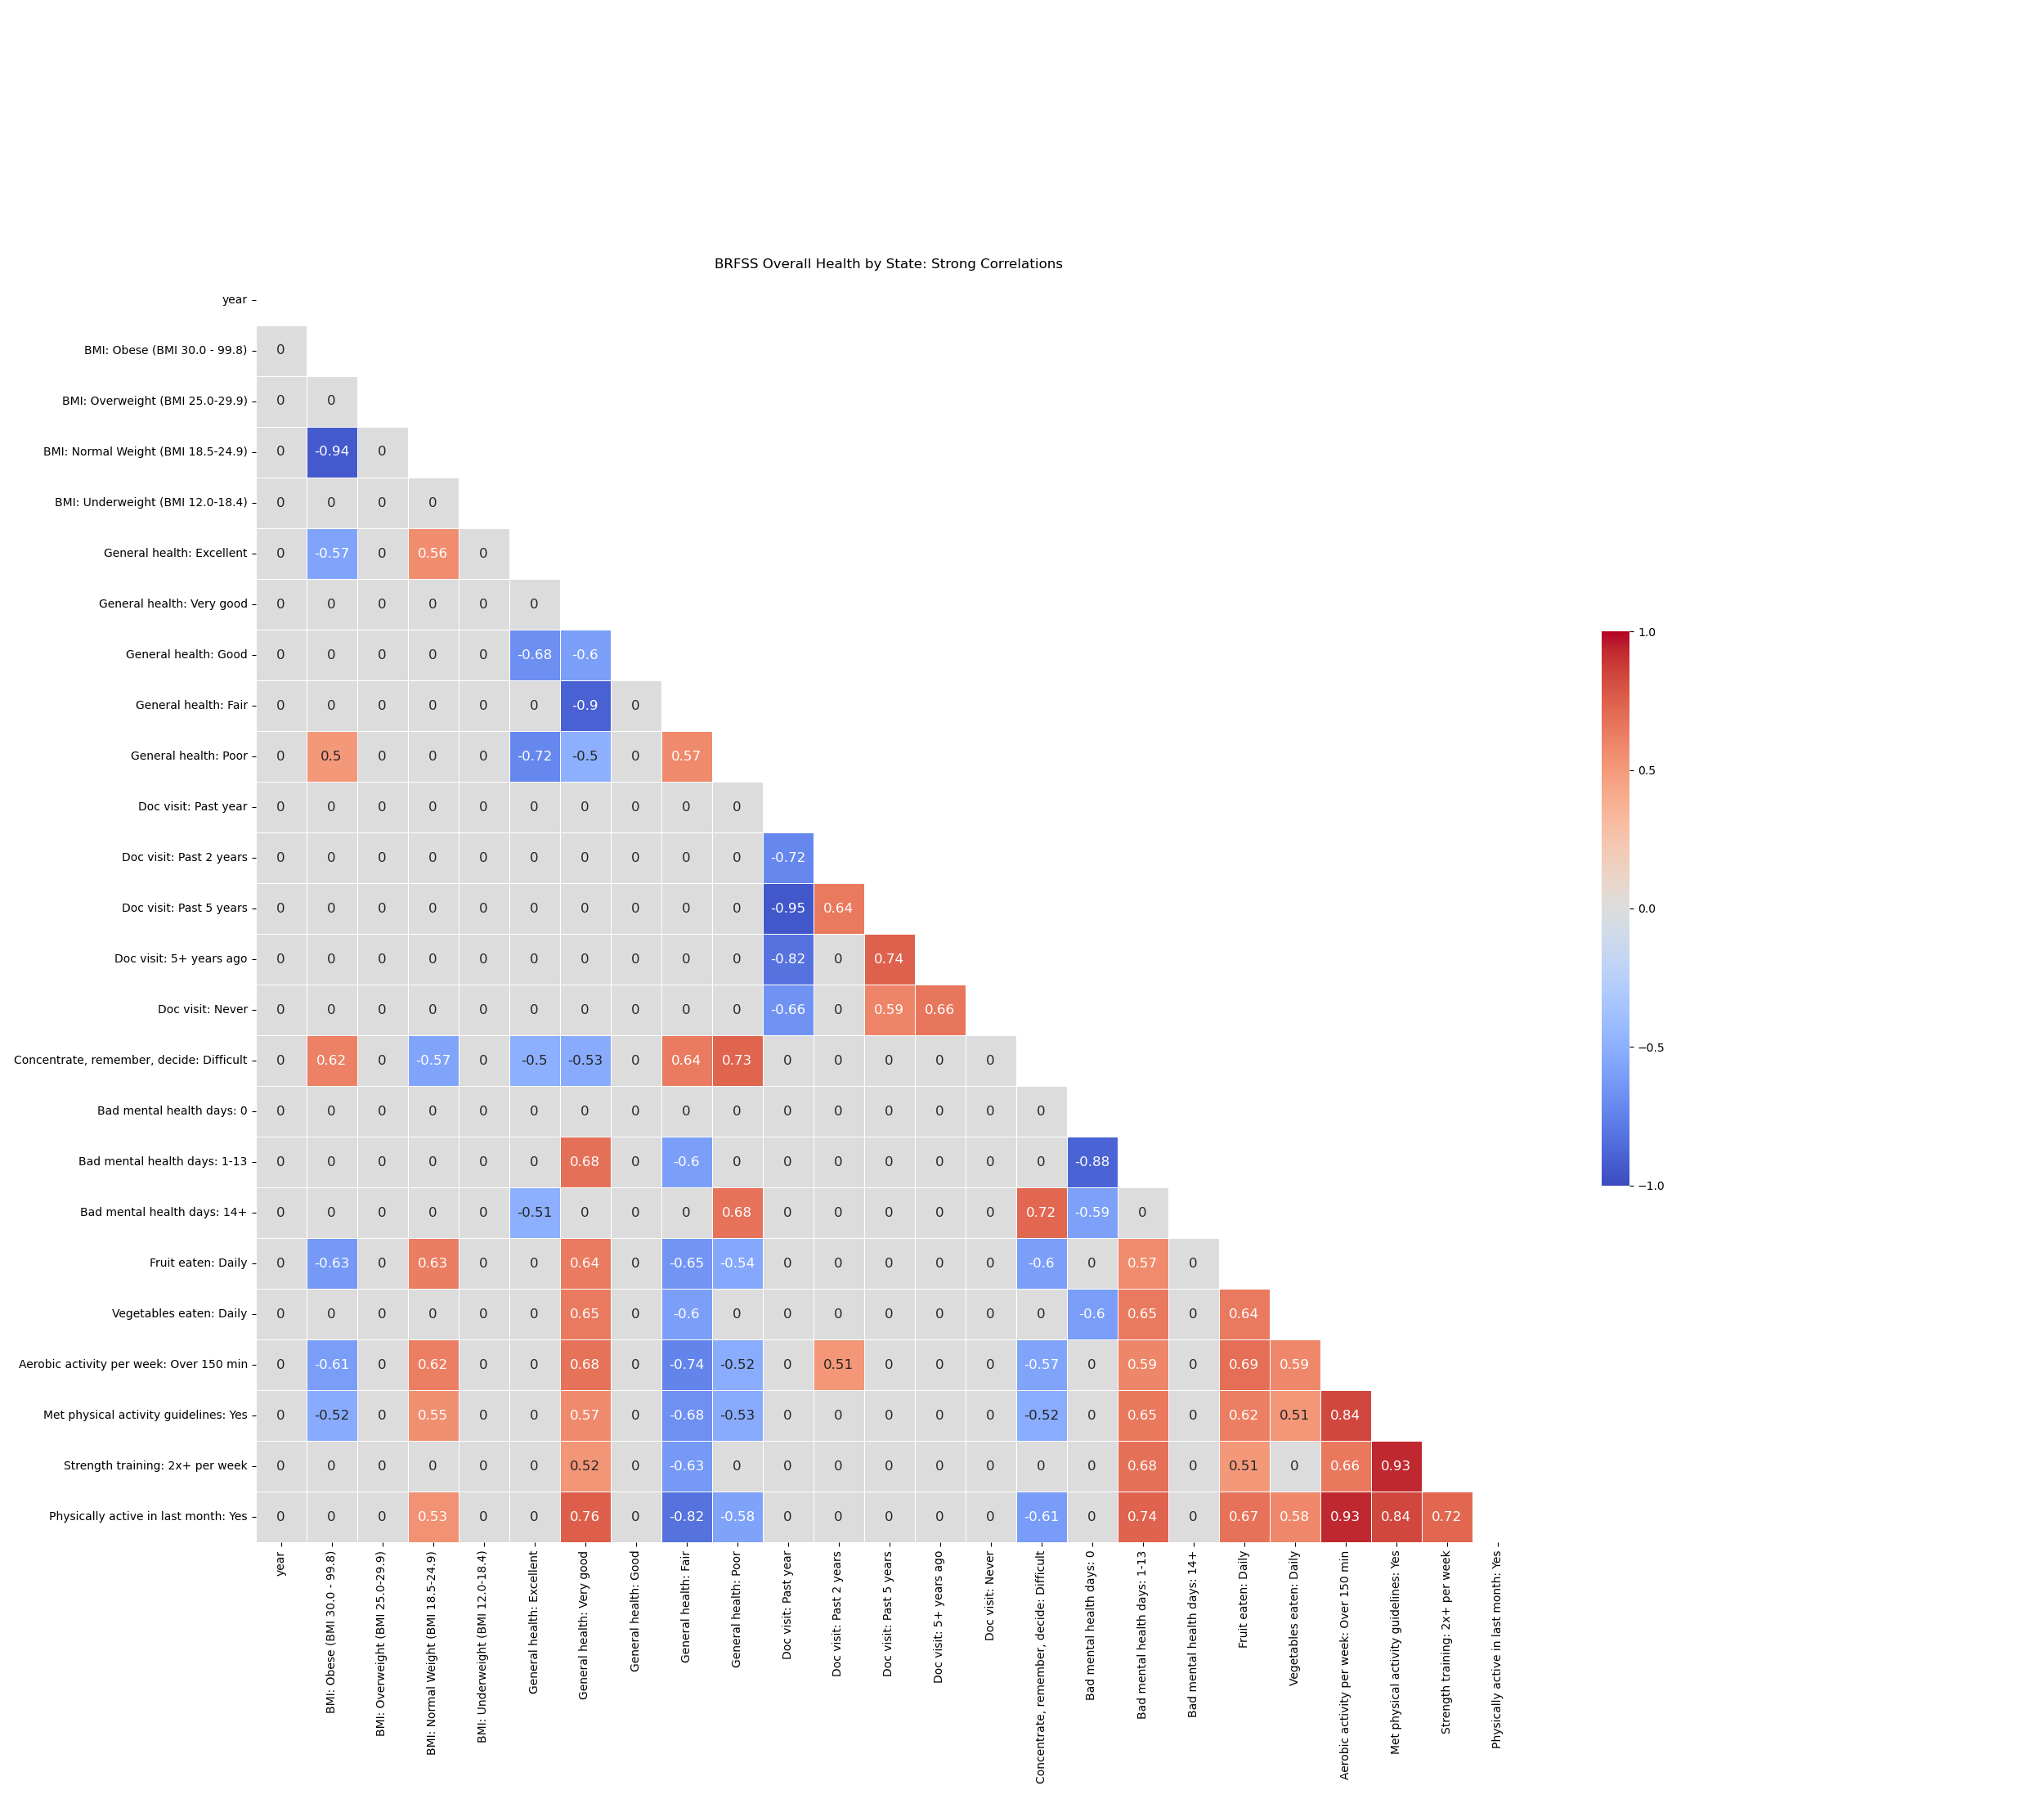 BRFSS Overall Health by State: Strong Correlations
year
BMI: Obese (BMI 30.0 - 99.8) 0
BMI: Overweight (BMI 25.0-29.9) 0 0
BMI: Normal Weight (BMI 18.5-24.9) 0 -0.94 0
BMI: Underweight (BMI 12.0-18.4) 0 0 0 0
General health: Excellent 0 -0.57 0 0.56 0
General health: Very good 0 0 0 0 0 0
General health: Good 0 0 0 0 0 -0.68 -0.6
General health: Fair 0 0 0 0 0 0 -0.9 0
General health: Poor 0 0.5 0 0 0 -0.72 -0.5 0 0.57
Doc visit: Past year 0 0 0 0 0 0 0 0 0 0
Doc visit: Past 2 years 0 0 0 0 0 0 0 0 0 0 -0.72
Doc visit: Past 5 years 0 0 0 0 0 0 0 0 0 0 -0.95 0.64
Doc visit: 5+ years ago 0 0 0 0 0 0 0 0 0 0 -0.82 0 0.74
Doc visit: Never 0 0 0 0 0 0 0 0 0 0 -0.66 0 0.59 0.66
Concentrate, remember, decide: Difficult 0 0.62 0 -0.57 0 -0.5 -0.53 0 0.64 0.73 0 0 0 0 0
Bad mental health days: 0 0 0 0 0 0 0 0 0 0 0 0 0 0 0 0 0
Bad mental health days: 1-13 0 0 0 0 0 0 0.68 0 -0.6 0 0 0 0 0 0 0 -0.88
Bad mental health days: 14+ 0 0 0 0 0 -0.51 0 0 0 0.68 0 0 0 0 0 0.72 -0.59 0
Fruit eaten: Daily 0 -0.63 0 0.63 0 0 0.64 0 -0.65 -0.54 0 0 0 0 0 -0.6 0 0.57 0
Vegetables eaten: Daily 0 0 0 0 0 0 0.65 0 -0.6 0 0 0 0 0 0 0 -0.6 0.65 0 0.64
Aerobic activity per week: Over 150 min 0 -0.61 0 0.62 0 0 0.68 0 -0.74 -0.52 0 0.51 0 0 0 -0.57 0 0.59 0 0.69 0.59
Met physical activity guidelines: Yes 0 -0.52 0 0.55 0 0 0.57 0 -0.68 -0.53 0 0 0 0 0 -0.52 0 0.65 0 0.62 0.51 0.84
Strength training: 2x+ per week 0 0 0 0 0 0 0.52 0 -0.63 0 0 0 0 0 0 0 0 0.68 0 0.51 0 0.66 0.93
Physically active in last month: Yes 0 0 0 0.53 0 0 0.76 0 -0.82 -0.58 0 0 0 0 0 -0.61 0 0.74 0 0.67 0.58 0.93 0.84 0.72
year
BMI: Obese (BMI 30.0 - 99.8)
BMI: Overweight (BMI 25.0-29.9)
BMI: Normal Weight (BMI 18.5-24.9)
BMI: Underweight (BMI 12.0-18.4)
General health: Excellent
General health: Very good
General health: Good
General health: Fair
General health: Poor
Doc visit: Past year
Doc visit: Past 2 years
Doc visit: Past 5 years
Doc visit: 5+ years ago
Doc visit: Never
Concentrate, remember, decide: Difficult
Bad mental health days: 0
Bad mental health days: 1-13
Bad mental health days: 14+
Fruit eaten: Daily
Vegetables eaten: Daily
Aerobic activity per week: Over 150 min
Met physical activity guidelines: Yes
Strength training: 2x+ per week
Physically active in last month: Yes
1.0
0.5
0.0
−0.5
−1.0